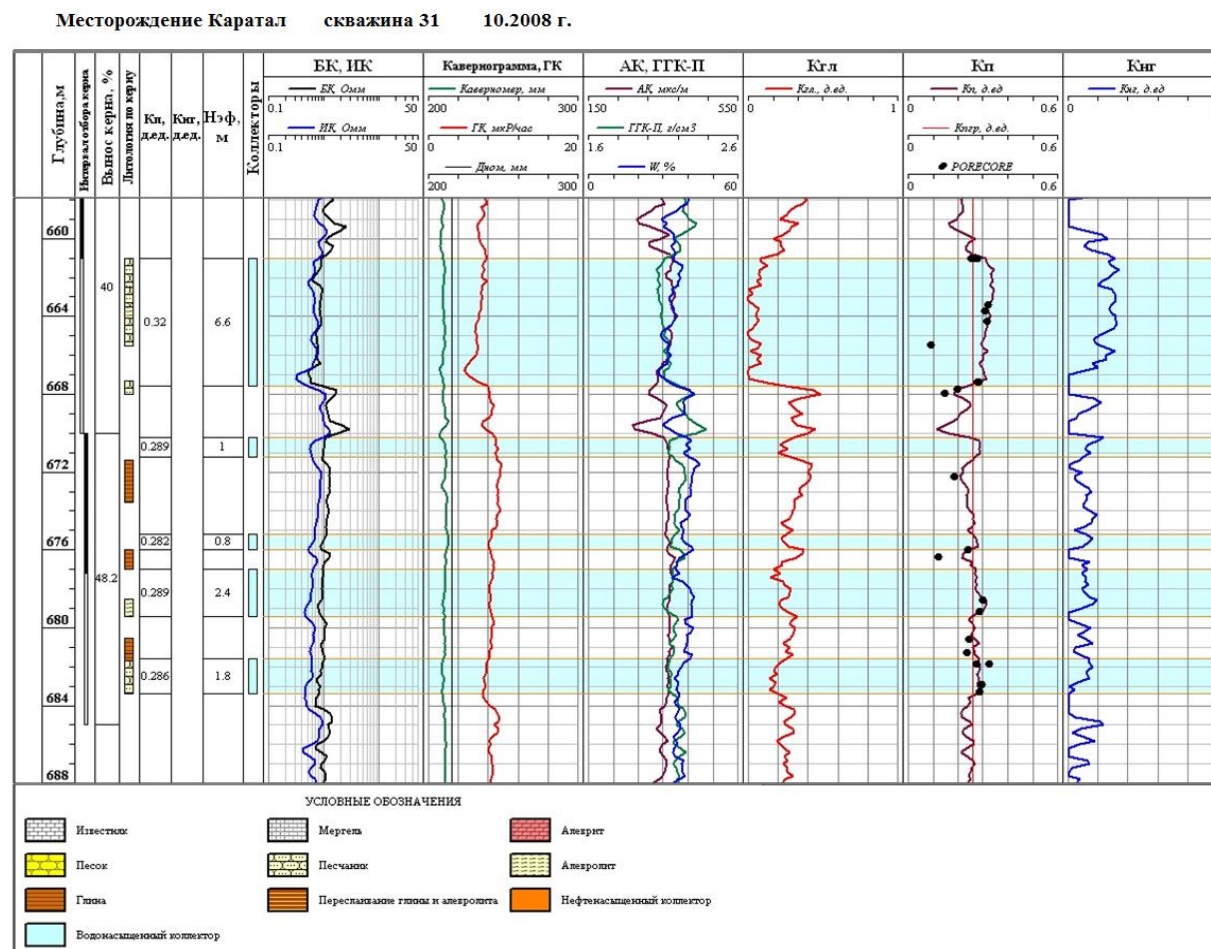 Месторождение Каратал скважина 31 10.2008 г.
Глубина,м
Интервал отбора керна
Вынос керна, %
Литология по керну
Кп, д.ед.
Кнг, д.ед.
Нэф, м
Коллекторы
БК, ИК
Кавернограмма, ГК
АК, ГГК-П
Кгл
Кп
Кнг
БК, Омм
0.1 50
ИК, Омм
0.1 50
Каверномер, мм
200 300
ГК, мкР/час
0 20
Дном, мм
200 300
АК, мкс/м
150 550
ГГК-П, г/см3
1.6 2.6
W, %
0 60
Кгл., д.ед.
0 1
Кп, д.ед
0 0.6
Кпгр, д.ед.
0 0.6
PORECORE
0 0.6
Кнг, д.ед
0
660
40
664
0.32 6.6
668
0.289 1
672
676
0.282 0.8
48.2
0.289 2.4
680
0.286 1.8
684
688
УСЛОВНЫЕ ОБОЗНАЧЕНИЯ
Известняк Мергель Алеврит
Песок Песчаник Алевролит
Глина Переслаивание глины и алевролита Нефтенасыщенный коллектор
Водонасыщенный коллектор